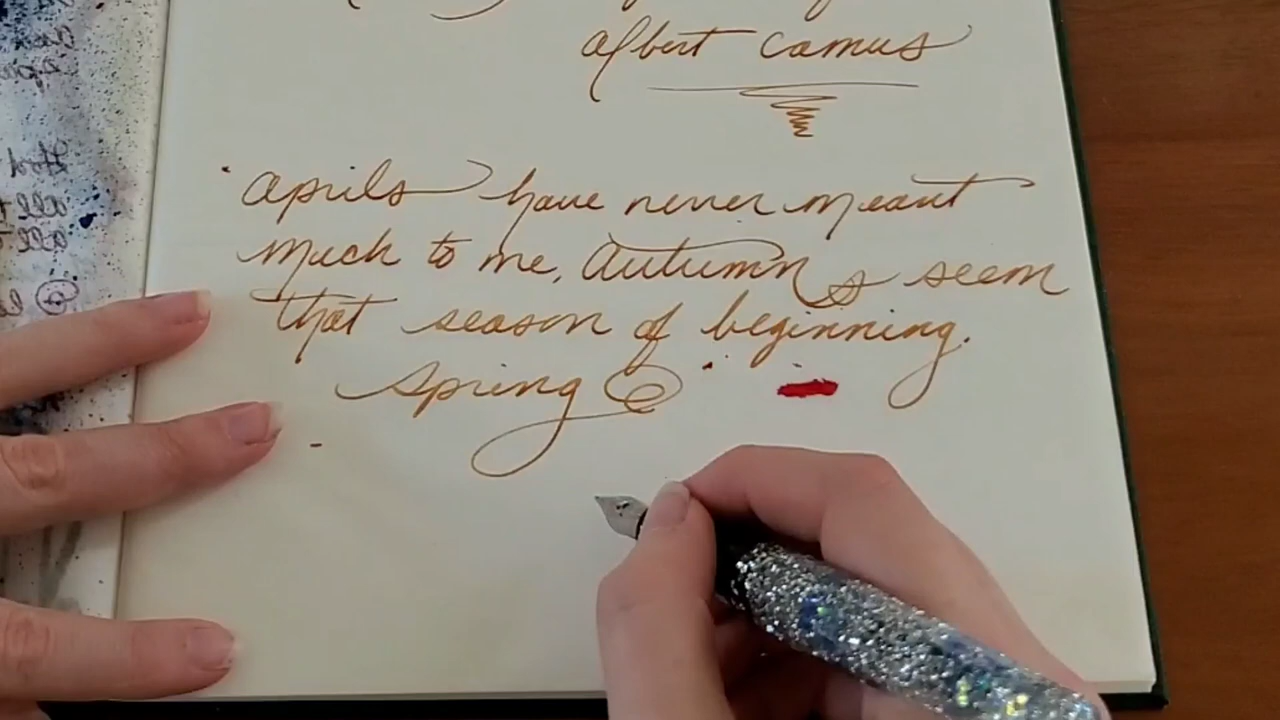 albert camus
"Aprils have never meant
much to me, Autumns seem
that season of beginning.
Spring